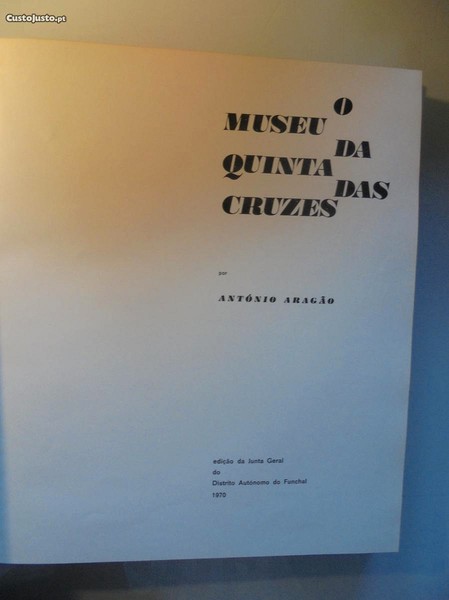 CustoJusto.pt
O
MUSEU
DA
QUINTA
DAS
CRUZES
por
ANTÓNIO ARAGÃO
edição da Junta Geral
do
Distrito Autónomo do Funchal
1970